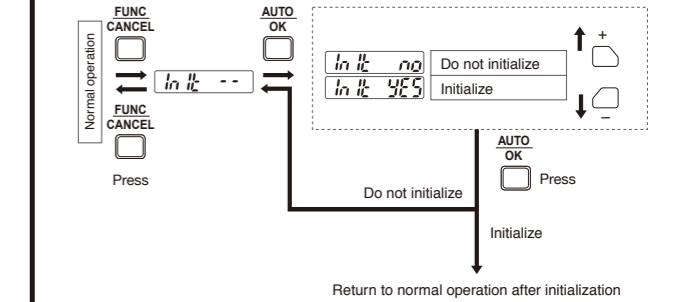 FUNC
CANCEL
AUTO
OK
Normal operation
Init --
Init no
Do not initialize
Init YES
Initialize
+
−
FUNC
CANCEL
Press
AUTO
OK
Press
Do not initialize
Initialize
Return to normal operation after initialization